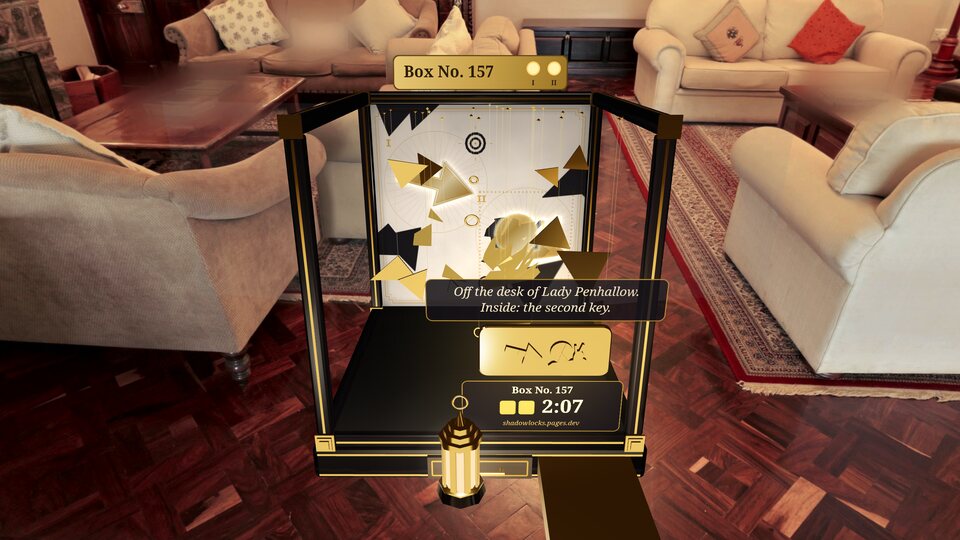 Box No. 157
I II
I
II
Off the desk of Lady Penhallow.
Inside: the second key.
Box No. 157
2:07
shadowlocks.pages.dev